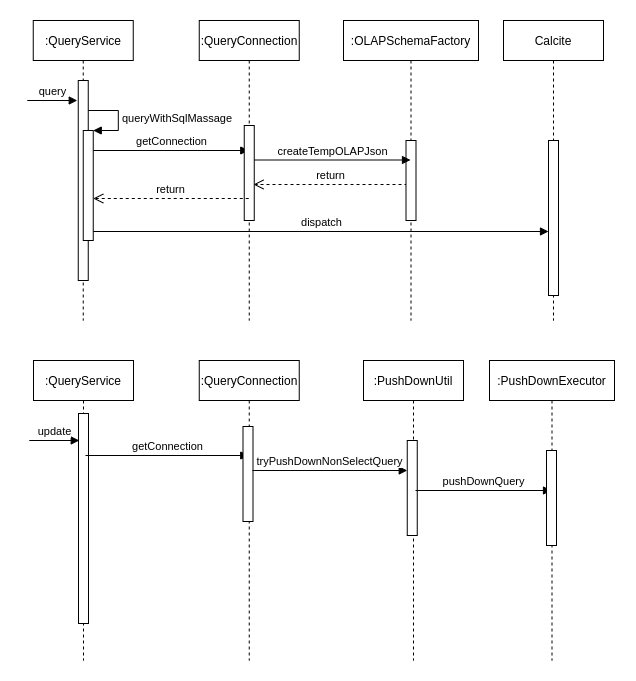 :QueryService
:QueryConnection
:OLAPSchemaFactory
Calcite
query
queryWithSqlMassage
getConnection
createTempOLAPJson
return
return
dispatch
:QueryService
:QueryConnection
:PushDownUtil
:PushDownExecutor
update
getConnection
tryPushDownNonSelectQuery
pushDownQuery